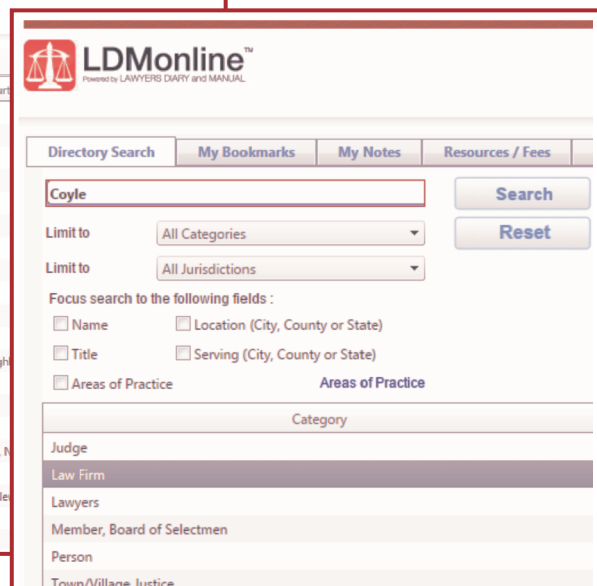 LDMonline™
Powered by LAWYERS DIARY and MANUAL
Directory Search My Bookmarks My Notes Resources / Fees
Coyle Search
Limit to All Categories Reset
Limit to All Jurisdictions
Focus search to the following fields :
Name Location (City, County or State)
Title Serving (City, County or State)
Areas of Practice Areas of Practice
Category
Judge
Law Firm
Lawyers
Member, Board of Selectmen
Person
Town/Village Justice